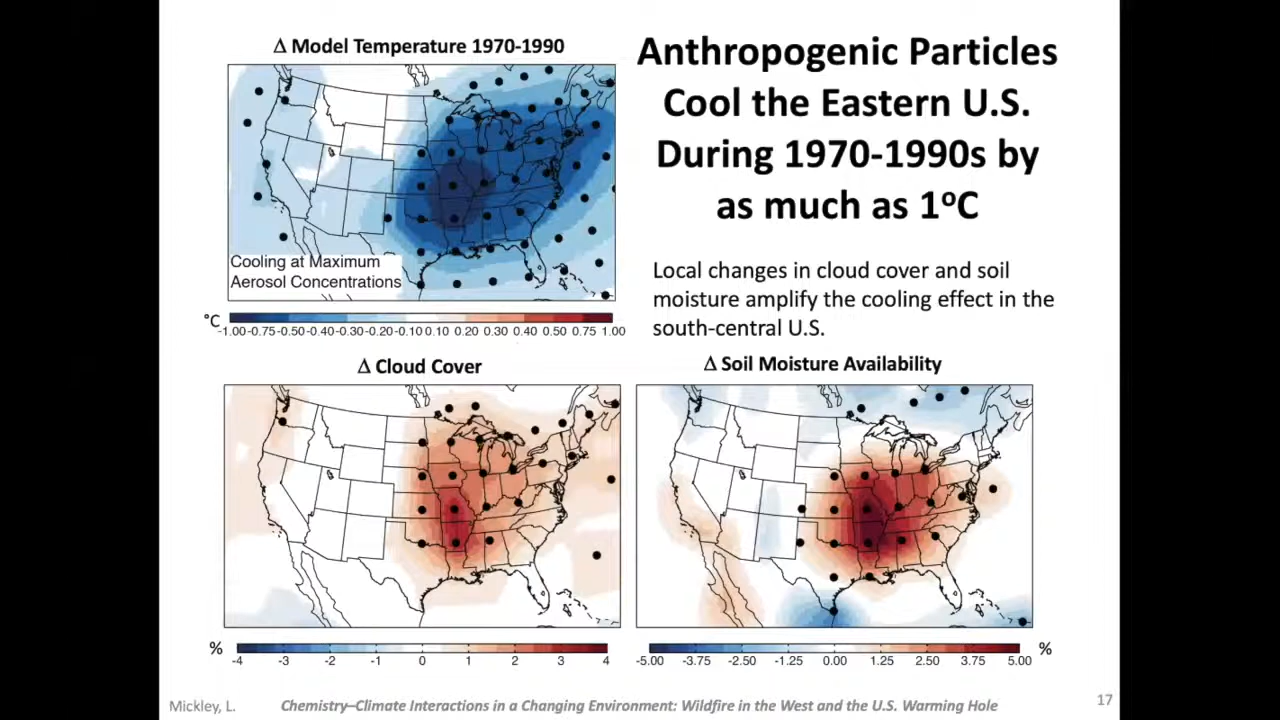 Δ Model Temperature 1970-1990
Anthropogenic Particles
Cool the Eastern U.S.
During 1970-1990s by
as much as 1°C
Cooling at Maximum
Aerosol Concentrations
°C
-1.00 -0.75 -0.50 -0.40 -0.30 -0.20 -0.10 0.10 0.20 0.30 0.40 0.50 0.75 1.00
Local changes in cloud cover and soil
moisture amplify the cooling effect in the
south-central U.S.
Δ Cloud Cover
Δ Soil Moisture Availability
%
-4 -3 -2 -1 0 1 2 3 4
-5.00 -3.75 -2.50 -1.25 0.00 1.25 2.50 3.75 5.00
%
Mickley, L.
Chemistry–Climate Interactions in a Changing Environment: Wildfire in the West and the U.S. Warming Hole
17